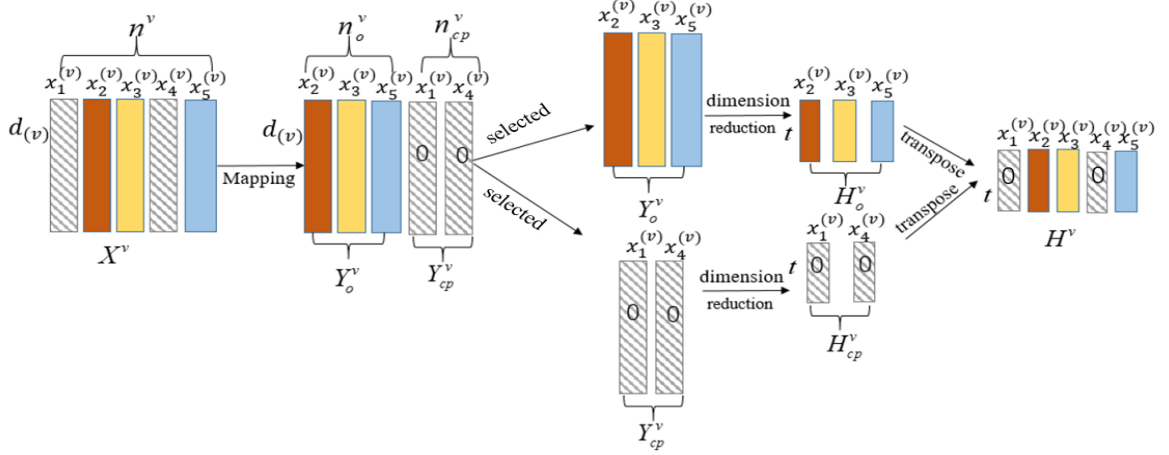 n^v
x_1^(v) x_2^(v) x_3^(v) x_4^(v) x_5^(v)
d_(v)
X^v
Mapping
n_o^v
n_cp^v
x_2^(v) x_3^(v) x_5^(v) x_1^(v) x_4^(v)
d_(v)
0 0
Y_o^v
Y_cp^v
selected
selected
x_2^(v) x_3^(v) x_5^(v)
Y_o^v
x_1^(v) x_4^(v)
0 0
Y_cp^v
dimension
reduction
dimension
reduction
x_2^(v) x_3^(v) x_5^(v)
t
H_o^v
x_1^(v) x_4^(v)
t
0 0
H_cp^v
transpose
transpose
x_1^(v) x_2^(v) x_3^(v) x_4^(v) x_5^(v)
0 0
t
H^v